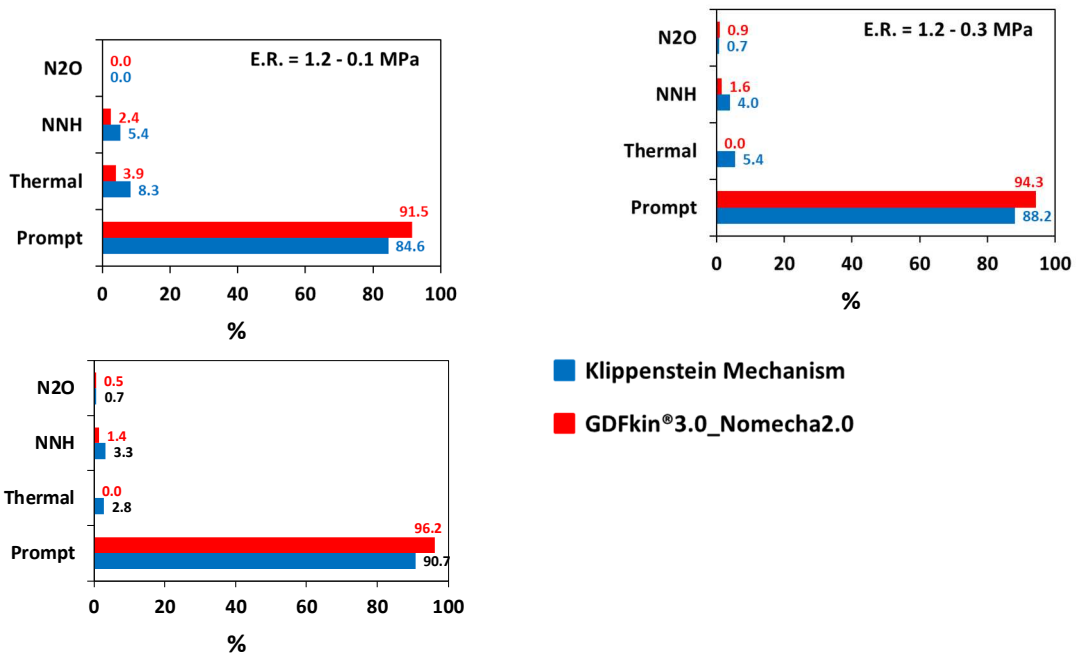 E.R. = 1.2 - 0.1 MPa
N2O
0.0
0.0
NNH
2.4
5.4
Thermal
3.9
8.3
Prompt
91.5
84.6
0 20 40 60 80 100
%
E.R. = 1.2 - 0.3 MPa
N2O
0.9
0.7
NNH
1.6
4.0
Thermal
0.0
5.4
Prompt
94.3
88.2
0 20 40 60 80 100
%
N2O
0.5
0.7
NNH
1.4
3.3
Thermal
0.0
2.8
Prompt
96.2
90.7
0 20 40 60 80 100
%
Klippenstein Mechanism
GDFkin®3.0_Nomecha2.0